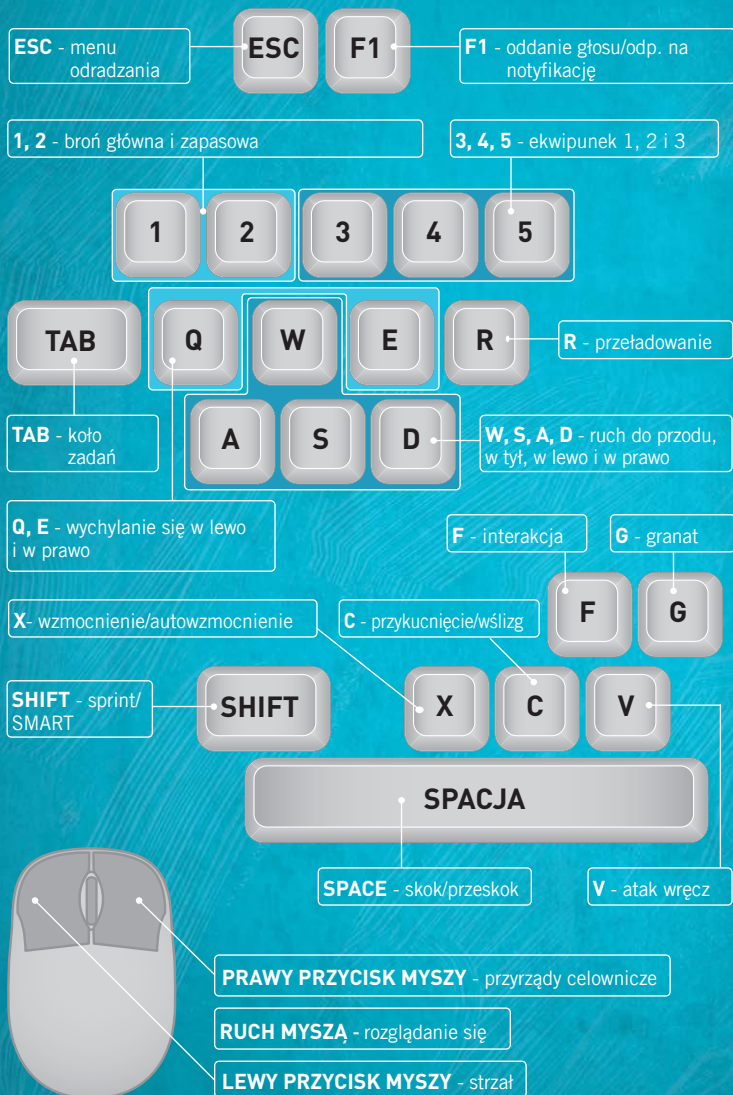 ESC - menu
odradzania
ESC
F1
F1 - oddanie głosu/odp. na
notyfikację
1, 2 - broń główna i zapasowa
3, 4, 5 - ekwipunek 1, 2 i 3
1
2
3
4
5
TAB
Q
W
E
R
R - przeładowanie
TAB - koło
zadań
A
S
D
W, S, A, D - ruch do przodu,
w tył, w lewo i w prawo
Q, E - wychylanie się w lewo
i w prawo
F - interakcja
G - granat
F
G
X- wzmocnienie/autowzmocnienie
C - przykucnięcie/wślizg
SHIFT - sprint/
SMART
SHIFT
X
C
V
SPACJA
SPACE - skok/przeskok
V - atak wręcz
PRAWY PRZYCISK MYSZY - przyrządy celownicze
RUCH MYSZĄ - rozglądanie się
LEWY PRZYCISK MYSZY - strzał